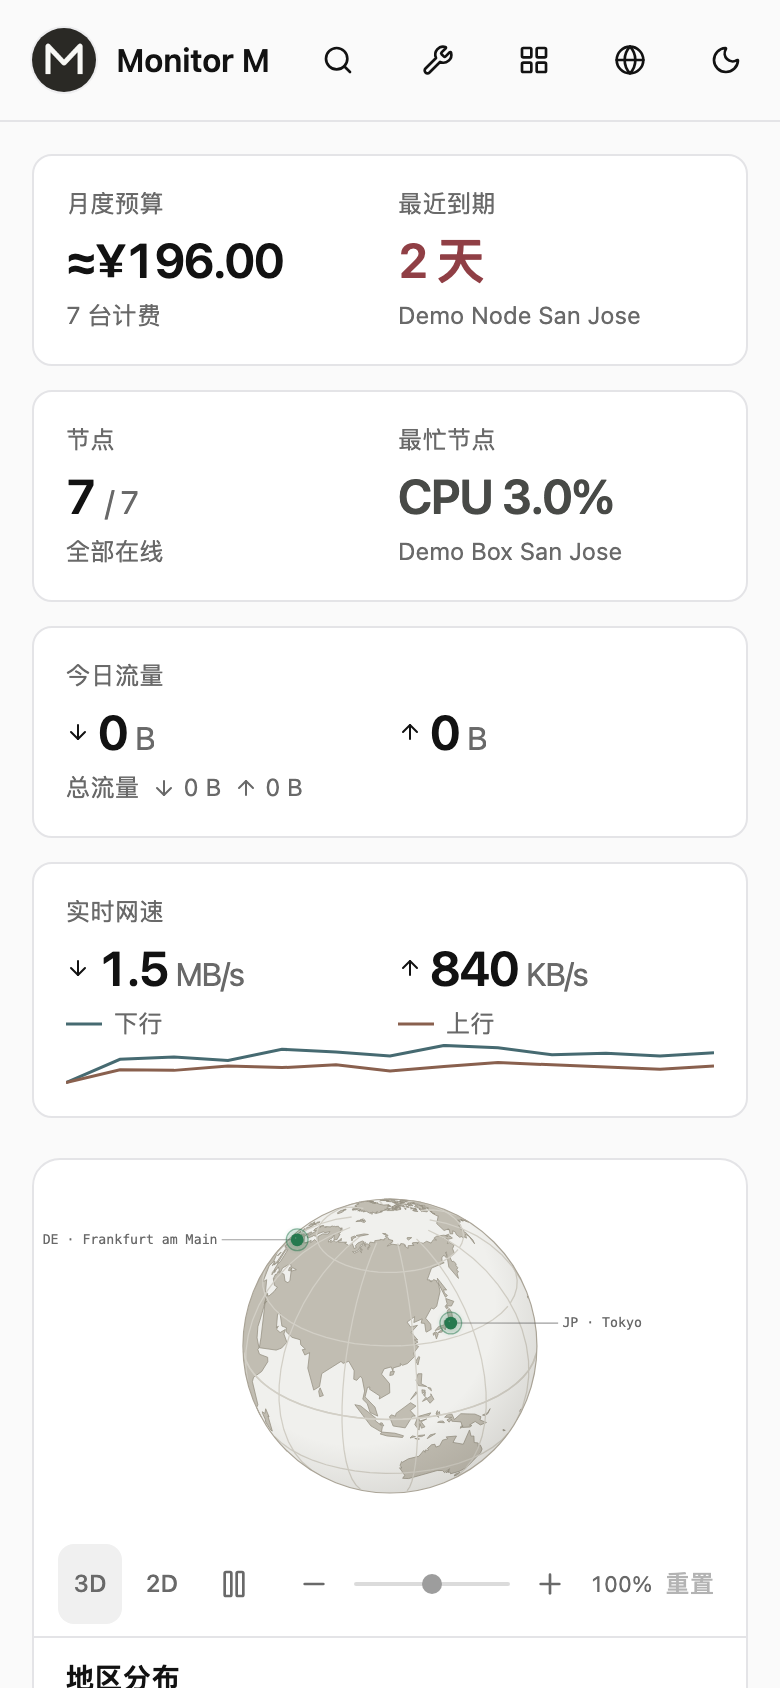 M Monitor M
月度预算 最近到期
≈¥196.00 2 天
7 台计费 Demo Node San Jose
节点 最忙节点
7 / 7 CPU 3.0%
全部在线 Demo Box San Jose
今日流量
↓ 0 B ↑ 0 B
总流量 ↓ 0 B ↑ 0 B
实时网速
↓ 1.5 MB/s ↑ 840 KB/s
下行 上行
DE · Frankfurt am Main
JP · Tokyo
3D 2D 100% 重置
地区分布